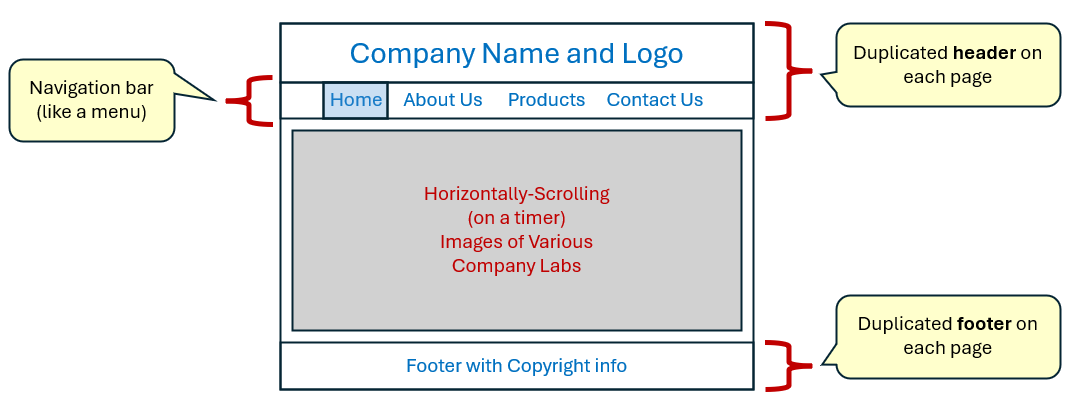 Company Name and Logo
Duplicated header on
each page
Navigation bar
(like a menu)
Home About Us Products Contact Us
Horizontally-Scrolling
(on a timer)
Images of Various
Company Labs
Duplicated footer on
each page
Footer with Copyright info